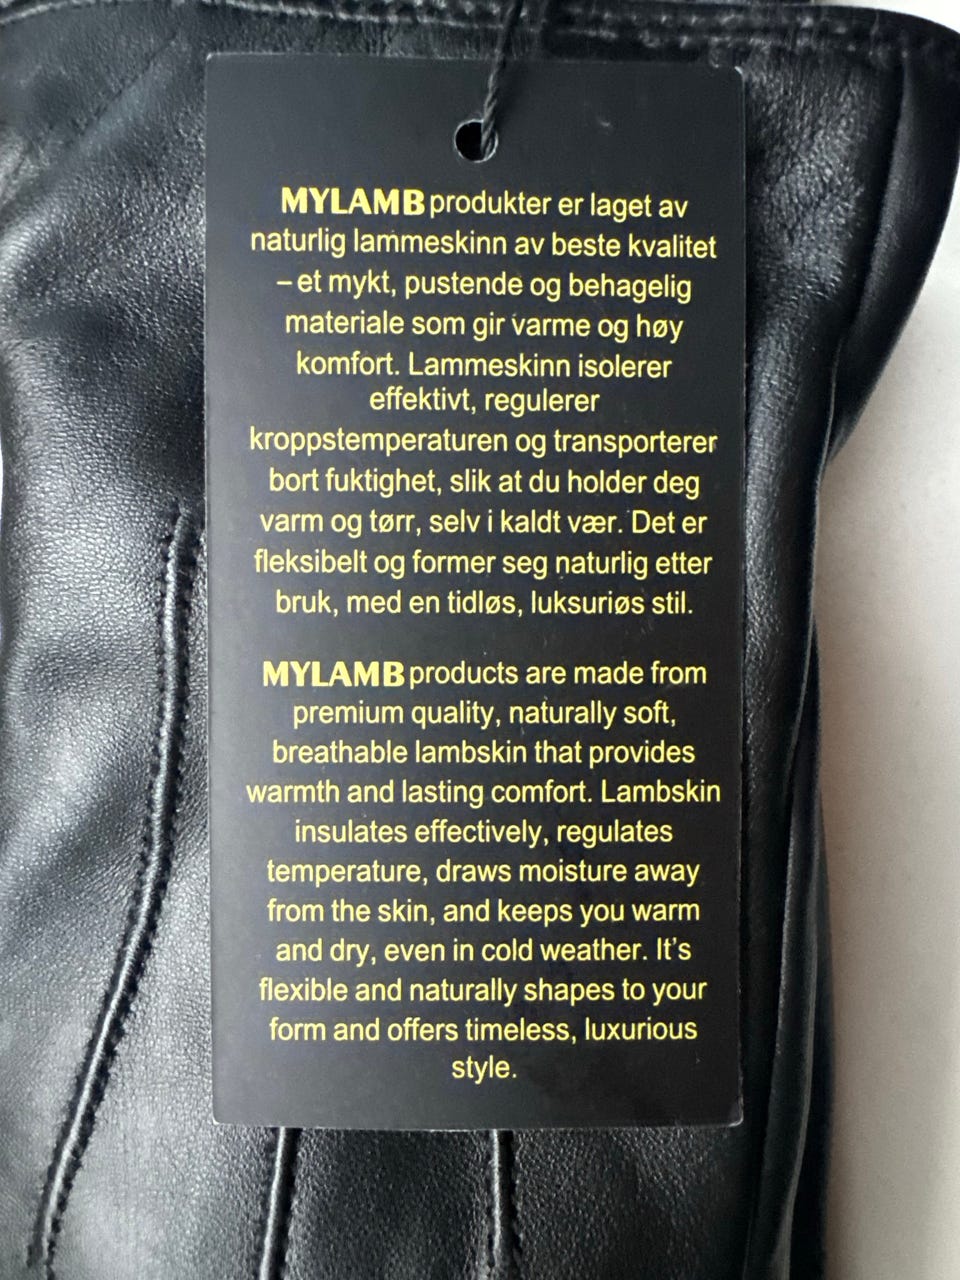 MYLAMB produkter er laget av
naturlig lammeskinn av beste kvalitet
– et mykt, pustende og behagelig
materiale som gir varme og høy
komfort. Lammeskinn isolerer
effektivt, regulerer
kroppstemperaturen og transporterer
bort fuktighet, slik at du holder deg
varm og tørr, selv i kaldt vær. Det er
fleksibelt og former seg naturlig etter
bruk, med en tidløs, luksuriøs stil.
MYLAMB products are made from
premium quality, naturally soft,
breathable lambskin that provides
warmth and lasting comfort. Lambskin
insulates effectively, regulates
temperature, draws moisture away
from the skin, and keeps you warm
and dry, even in cold weather. It’s
flexible and naturally shapes to your
form and offers timeless, luxurious
style.